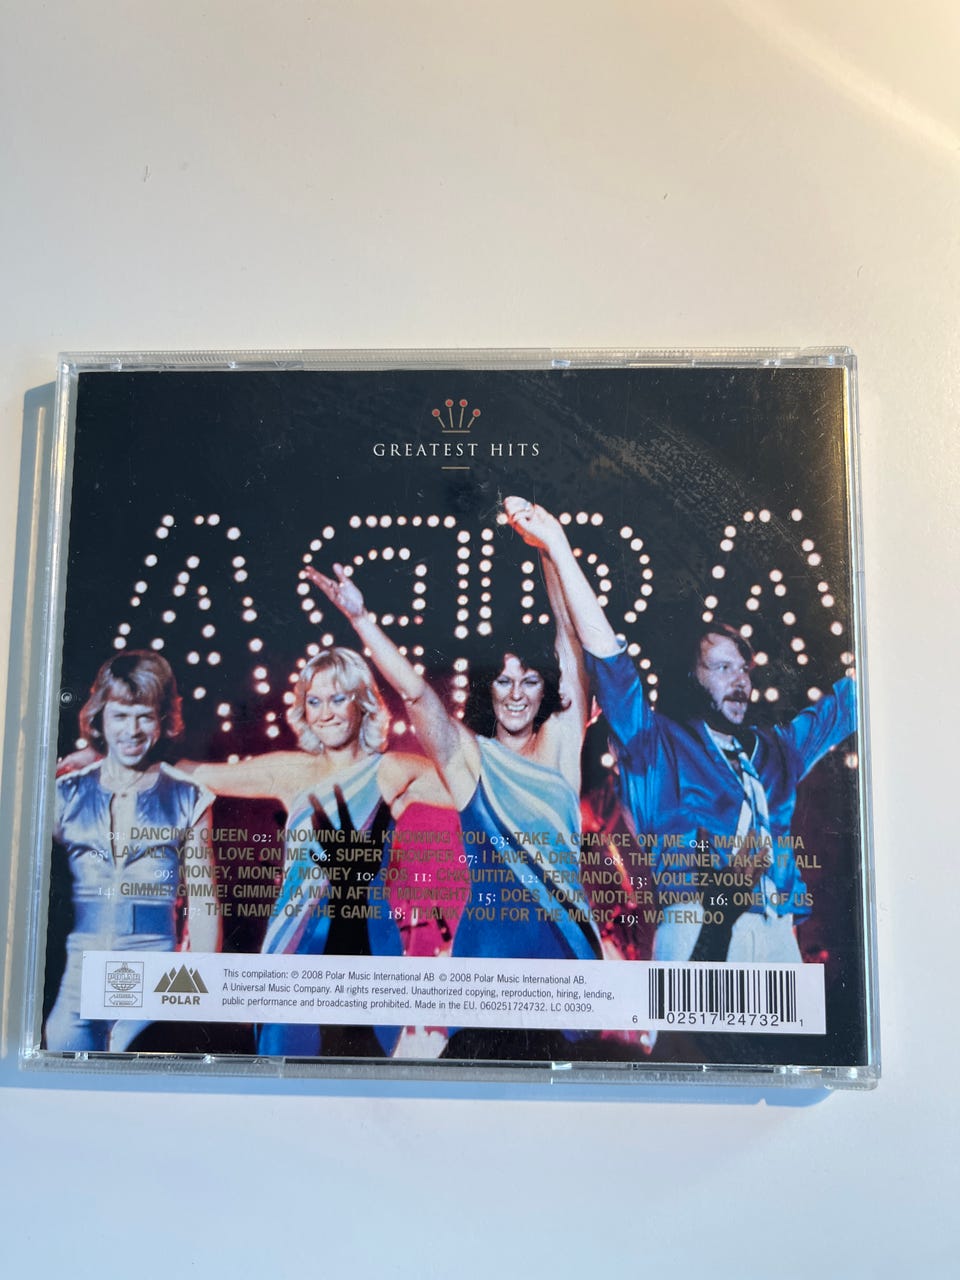 GREATEST HITS
ABBA
01: DANCING QUEEN 02: KNOWING ME, KNOWING YOU 03: TAKE A CHANCE ON ME 04: MAMMA MIA
05: LAY ALL YOUR LOVE ON ME 06: SUPER TROUPER 07: I HAVE A DREAM 08: THE WINNER TAKES IT ALL
09: MONEY, MONEY, MONEY 10: SOS 11: CHIQUITITA 12: FERNANDO 13: VOULEZ-VOUS
14: GIMME! GIMME! GIMME! (A MAN AFTER MIDNIGHT) 15: DOES YOUR MOTHER KNOW 16: ONE OF US
17: THE NAME OF THE GAME 18: THANK YOU FOR THE MUSIC 19: WATERLOO
POLAR
This compilation: ℗ 2008 Polar Music International AB © 2008 Polar Music International AB.
A Universal Music Company. All rights reserved. Unauthorized copying, reproduction, hiring, lending,
public performance and broadcasting prohibited. Made in the EU. 060251724732. LC 00309.
6 02517 24732 1